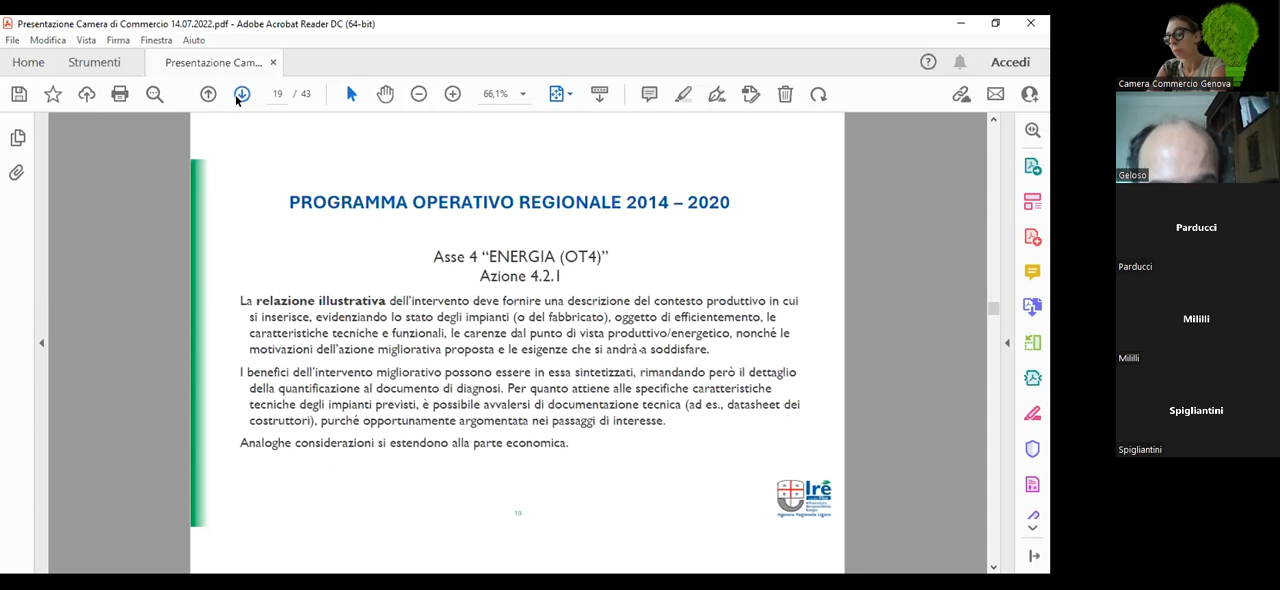 Presentazione Camera di Commercio 14.07.2022.pdf - Adobe Acrobat Reader DC (64-bit)
File Modifica Vista Firma Finestra Aiuto
Home Strumenti Presentazione Cam... × Accedi
19 / 43 66,1%
PROGRAMMA OPERATIVO REGIONALE 2014 – 2020
Asse 4 “ENERGIA (OT4)”
Azione 4.2.1
La relazione illustrativa dell’intervento deve fornire una descrizione del contesto produttivo in cui
si inserisce, evidenziando lo stato degli impianti (o del fabbricato), oggetto di efficientemento, le
caratteristiche tecniche e funzionali, le carenze dal punto di vista produttivo/energetico, nonché le
motivazioni dell’azione migliorativa proposta e le esigenze che si andrà a soddisfare.
I benefici dell’intervento migliorativo possono essere in essa sintetizzati, rimandando però il dettaglio
della quantificazione al documento di diagnosi. Per quanto attiene alle specifiche caratteristiche
tecniche degli impianti previsti, è possibile avvalersi di documentazione tecnica (ad es., datasheet dei
costruttori), purché opportunamente argomentata nei passaggi di interesse.
Analoghe considerazioni si estendono alla parte economica.
Ire
Agenzia Regionale Ligure
19
Camera Commercio Genova
Geloso
Parducci
Parducci
Mililli
Mililli
Spigliantini
Spigliantini